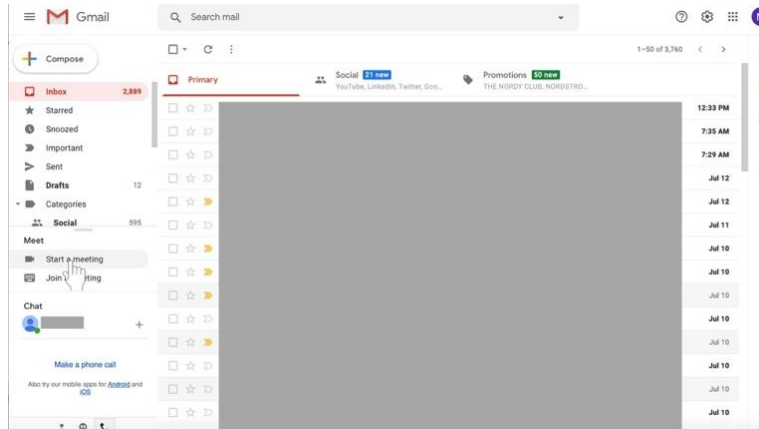 Gmail
Search mail
Compose
1–50 of 3,760
Primary
Social 21 new
YouTube, LinkedIn, Twitter, Goo...
Promotions 50 new
THE NORDY CLUB, NORDSTRO...
Inbox 2,889
Starred
Snoozed
Important
Sent
Drafts 12
Categories
Social 595
Meet
Start a meeting
Join
Chat
Make a phone call
Also try our mobile apps for Android and
iOS
12:33 PM
7:35 AM
7:29 AM
Jul 12
Jul 12
Jul 11
Jul 10
Jul 10
Jul 10
Jul 10
Jul 10
Jul 10
Jul 10
Jul 10